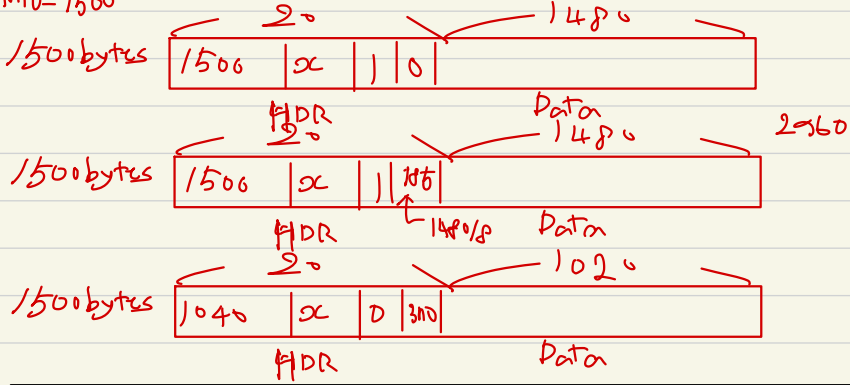 MTU=1500
20 1480
1500bytes 1500 x 1 0
HDR Data
20 1480 2960
1500bytes 1500 x 1 185
HDR 1480/8 Data
20 1020
1500bytes 1040 x 0
HDR Data